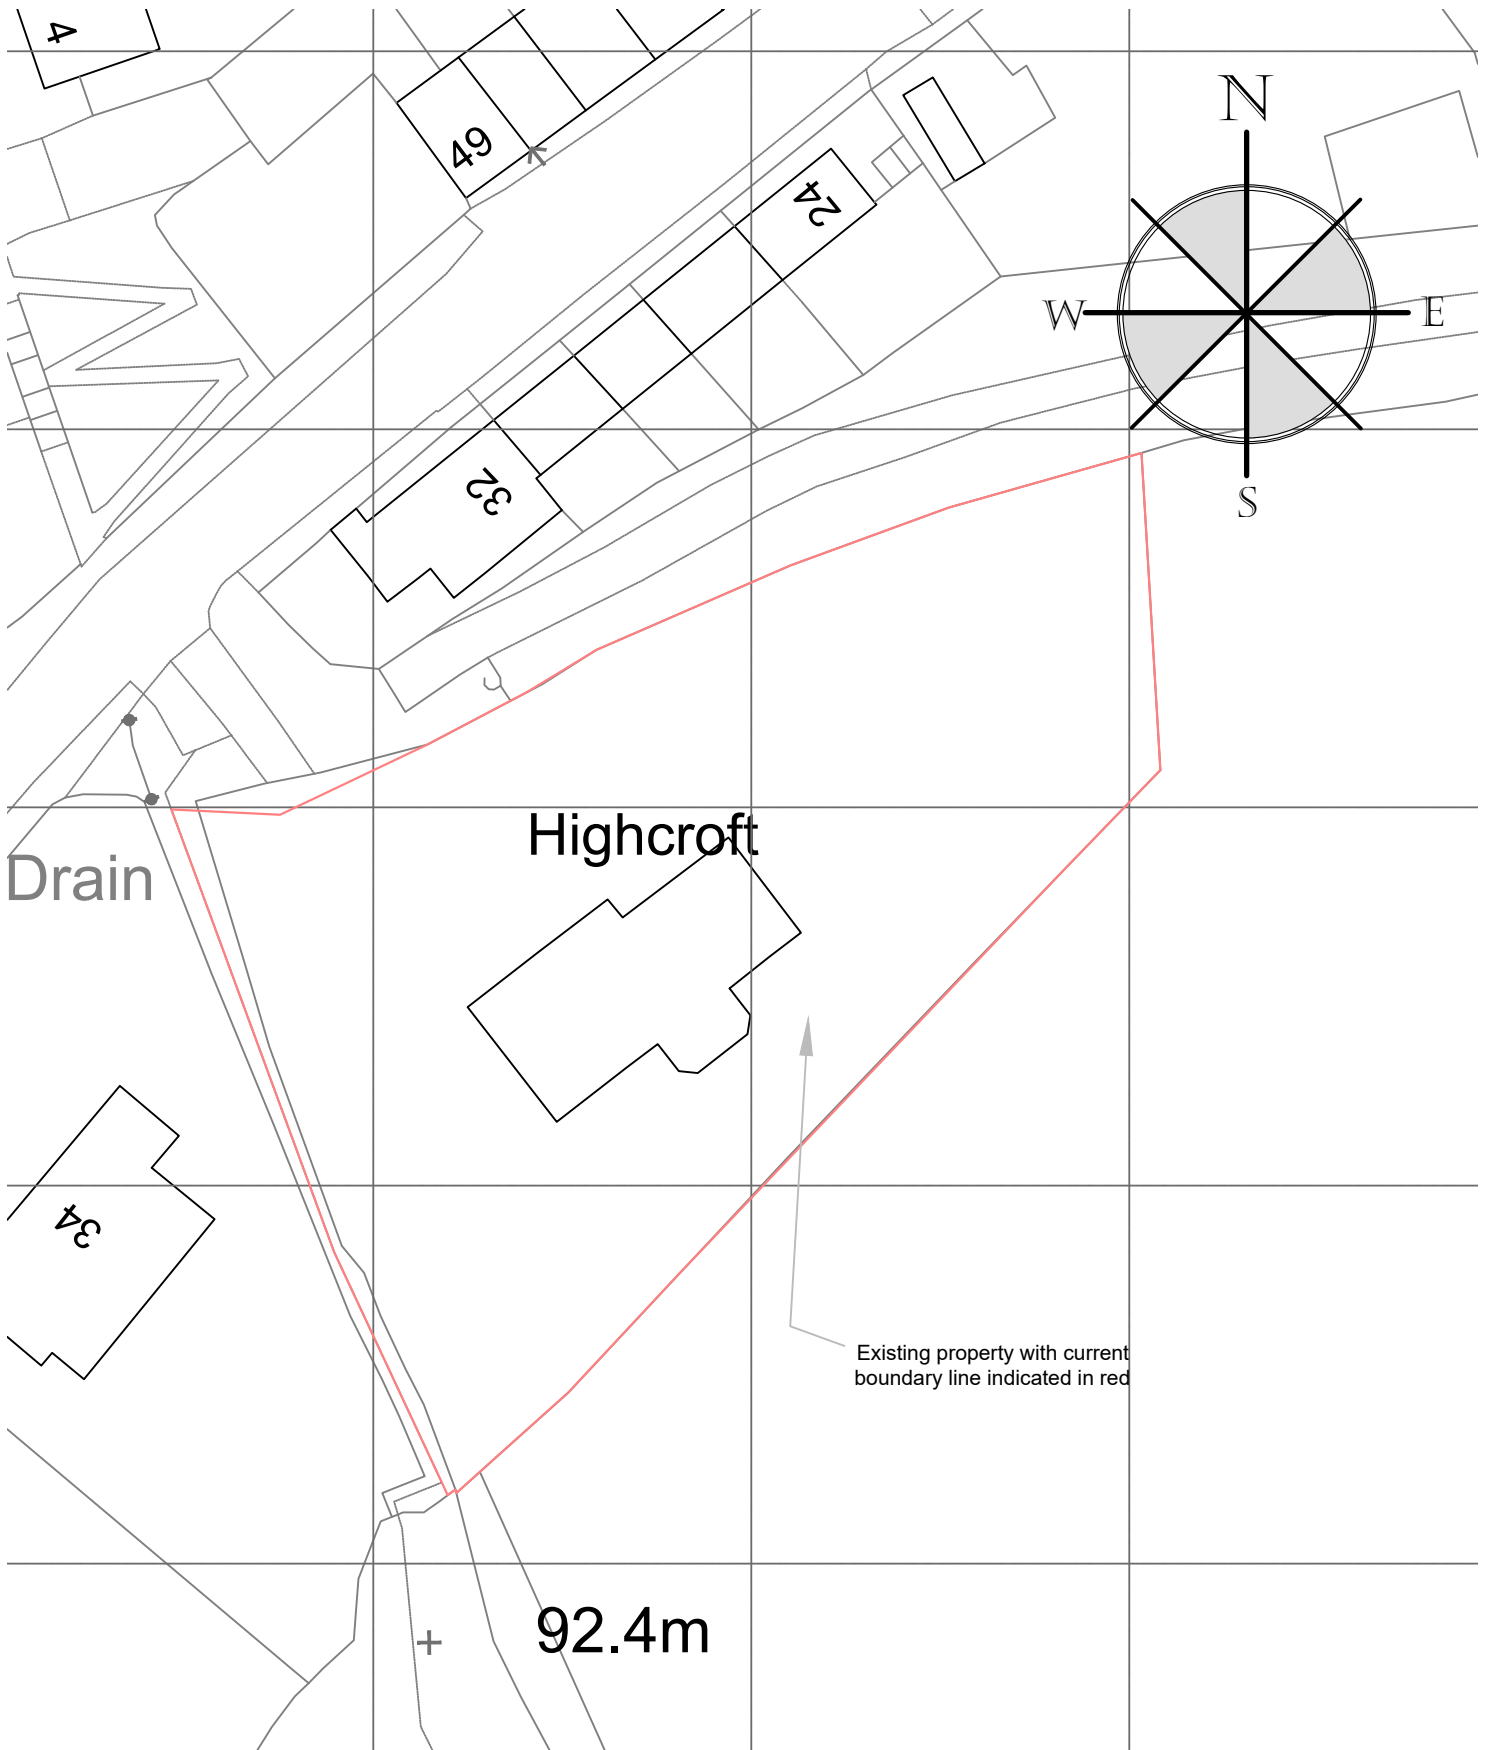 4
49
N
24
W
E
32
S
Highcroft
Drain
34
Existing property with current
boundary line indicated in red
92.4m